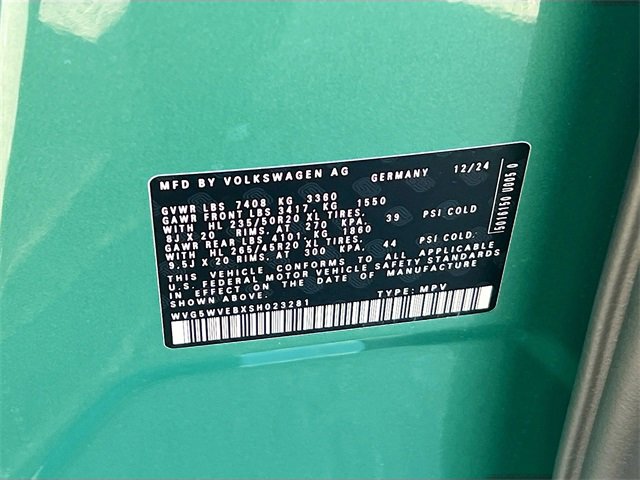 MFD BY VOLKSWAGEN AG GERMANY 12/24
GVWR LBS 7408 KG 3360
GAWR FRONT LBS 3417, KG 1550
WITH HL 235/50R20 XL TIRES,
8J X 20 RIMS, AT 270 KPA, 39 PSI COLD
GAWR REAR LBS 4101, KG 1860
WITH HL 265/45R20 XL TIRES,
9.5J X 20 RIMS, AT 300 KPA, 44 PSI COLD.
THIS VEHICLE CONFORMS TO ALL APPLICABLE
U.S. FEDERAL MOTOR VEHICLE SAFETY STANDARDS
IN EFFECT ON THE DATE OF MANUFACTURE
SHOWN ABOVE.
WVG5WVEBXSH023281 TYPE: MPV